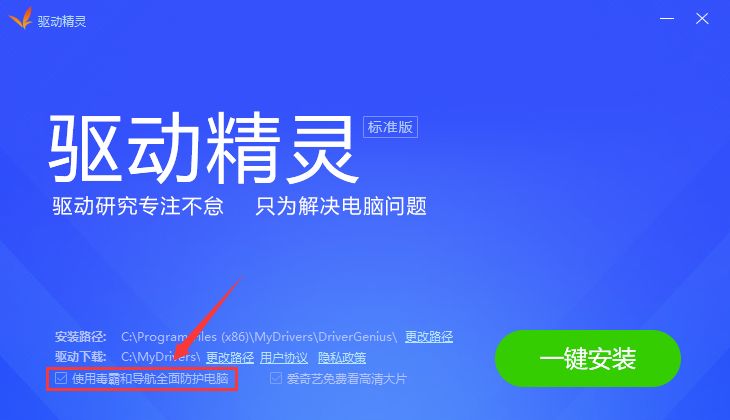 驱动精灵
驱动精灵 标准版
驱动研究专注不怠 只为解决电脑问题
安装路径: C:\Program Files (x86)\MyDrivers\DriverGenius\ 更改路径
驱动下载: C:\MyDrivers\ 更改路径 用户协议 隐私政策
使用毒霸和导航全面防护电脑 爱奇艺免费看高清大片
一键安装